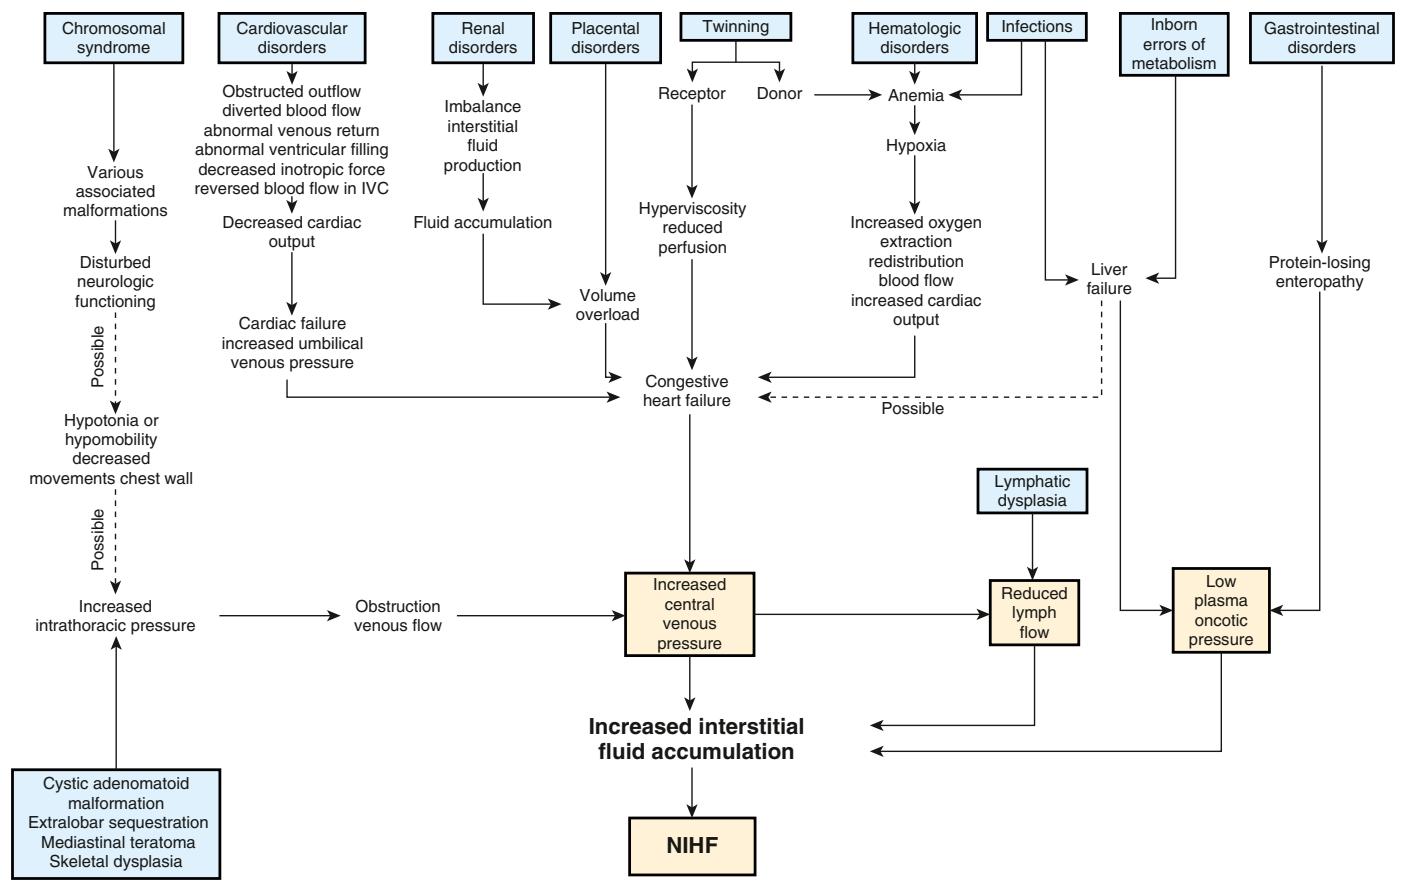 Chromosomal
syndrome
Cardiovascular
disorders
Renal
disorders
Placental
disorders
Twinning
Hematologic
disorders
Infections
Inborn
errors of
metabolism
Gastrointestinal
disorders
Obstructed outflow
diverted blood flow
abnormal venous return
abnormal ventricular filling
decreased inotropic force
reversed blood flow in IVC
Imbalance
interstitial
fluid
production
Receptor
Donor
Anemia
Hypoxia
Various
associated
malformations
Decreased cardiac
output
Fluid accumulation
Hyperviscosity
reduced
perfusion
Increased oxygen
extraction
redistribution
blood flow
increased cardiac
output
Liver
failure
Protein-losing
enteropathy
Disturbed
neurologic
functioning
Volume
overload
Cardiac failure
increased umbilical
venous pressure
Possible
Congestive
heart failure
Possible
Hypotonia or
hypomobility
decreased
movements chest wall
Lymphatic
dysplasia
Possible
Increased
intrathoracic pressure
Obstruction
venous flow
Increased
central
venous
pressure
Reduced
lymph
flow
Low
plasma
oncotic
pressure
Increased interstitial
fluid accumulation
Cystic adenomatoid
malformation
Extralobar sequestration
Mediastinal teratoma
Skeletal dysplasia
NIHF